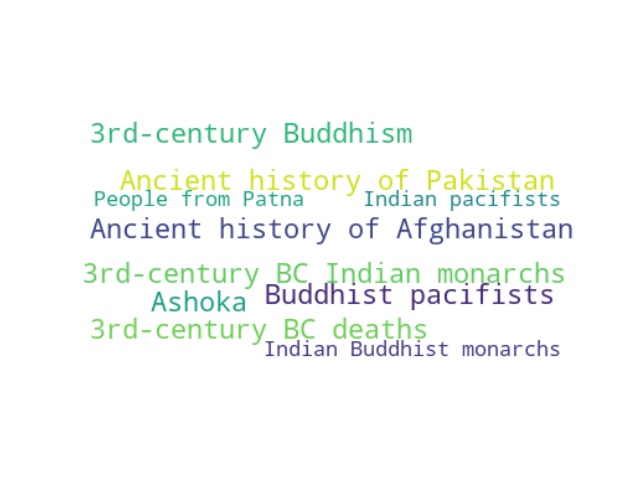 3rd-century Buddhism
Ancient history of Pakistan
People from Patna
Indian pacifists
Ancient history of Afghanistan
3rd-century BC Indian monarchs
Ashoka
Buddhist pacifists
3rd-century BC deaths
Indian Buddhist monarchs